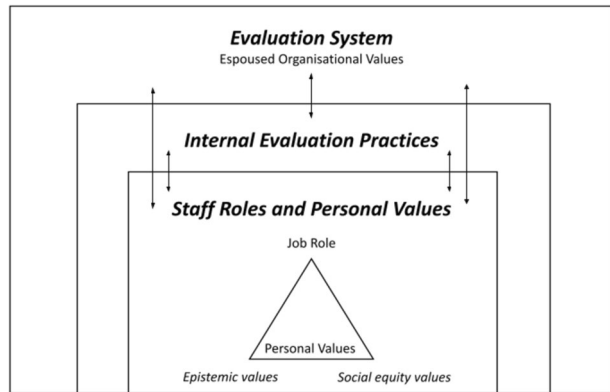 Evaluation System
Espoused Organisational Values
Internal Evaluation Practices
Staff Roles and Personal Values
Job Role
Personal Values
Epistemic values
Social equity values